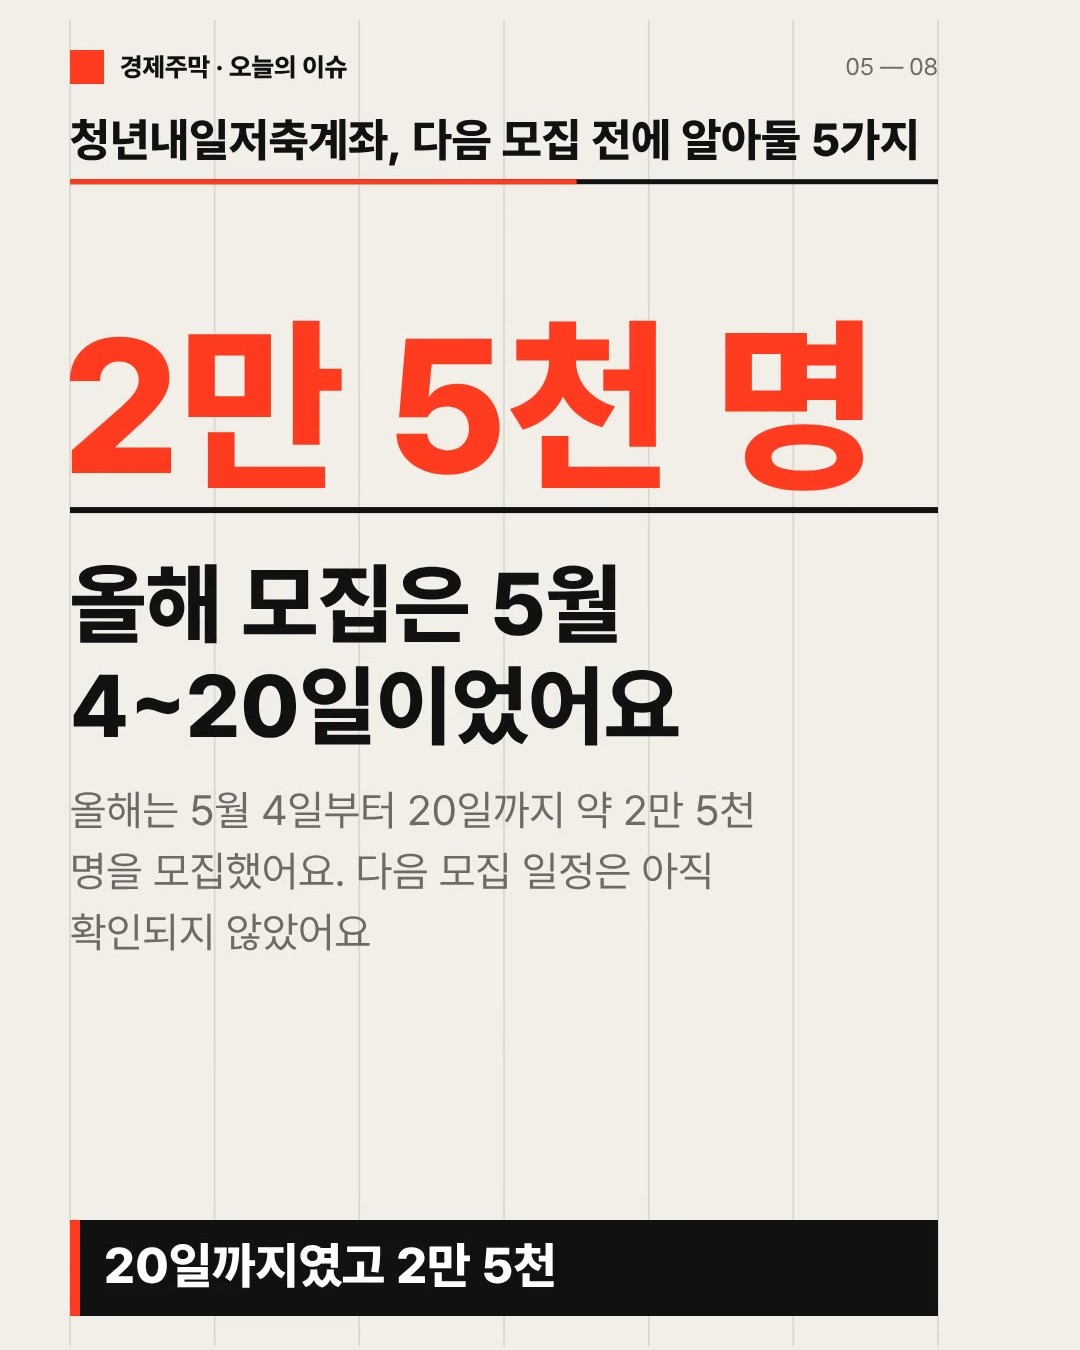 경제주막 · 오늘의 이슈
05 — 08
청년내일저축계좌, 다음 모집 전에 알아둘 5가지
2만 5천 명
올해 모집은 5월
4~20일이었어요
올해는 5월 4일부터 20일까지 약 2만 5천
명을 모집했어요. 다음 모집 일정은 아직
확인되지 않았어요
20일까지였고 2만 5천